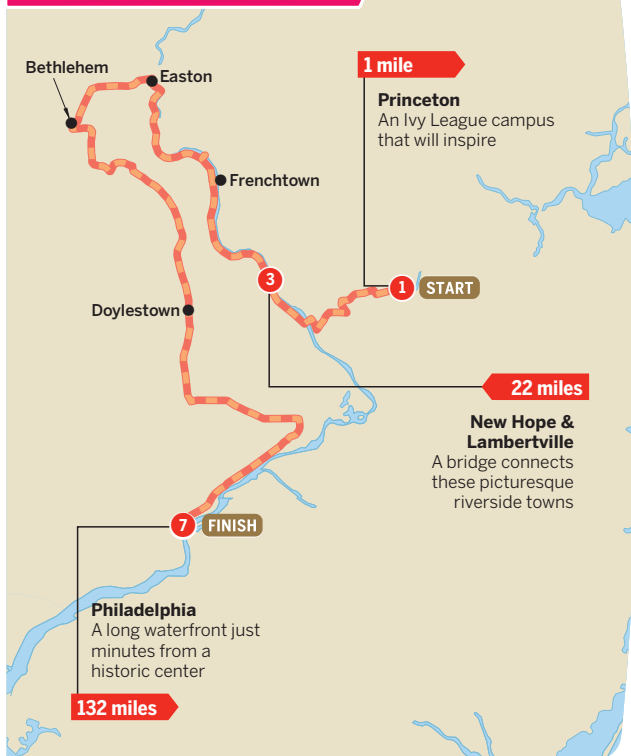 Bethlehem
Easton
1 mile
Princeton
An Ivy League campus
that will inspire
Frenchtown
3
1 START
Doylestown
22 miles
New Hope &
Lambertville
A bridge connects
these picturesque
riverside towns
7 FINISH
Philadelphia
A long waterfront just
minutes from a
historic center
132 miles